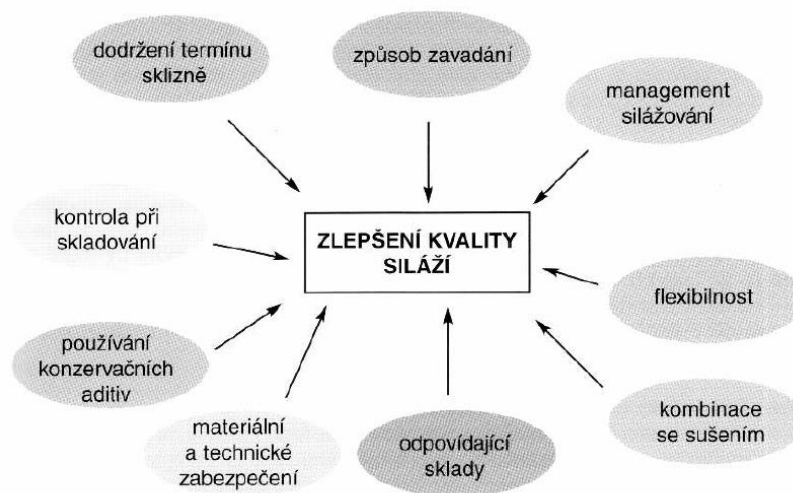 dodržení termínu
sklizně
způsob zavadání
management
silážování
kontrola při
skladování
ZLEPŠENÍ KVALITY
SILÁŽÍ
flexibilnost
používání
konzervačních
aditiv
materiální
a technické
zabezpečení
odpovídající
sklady
kombinace
se sušením